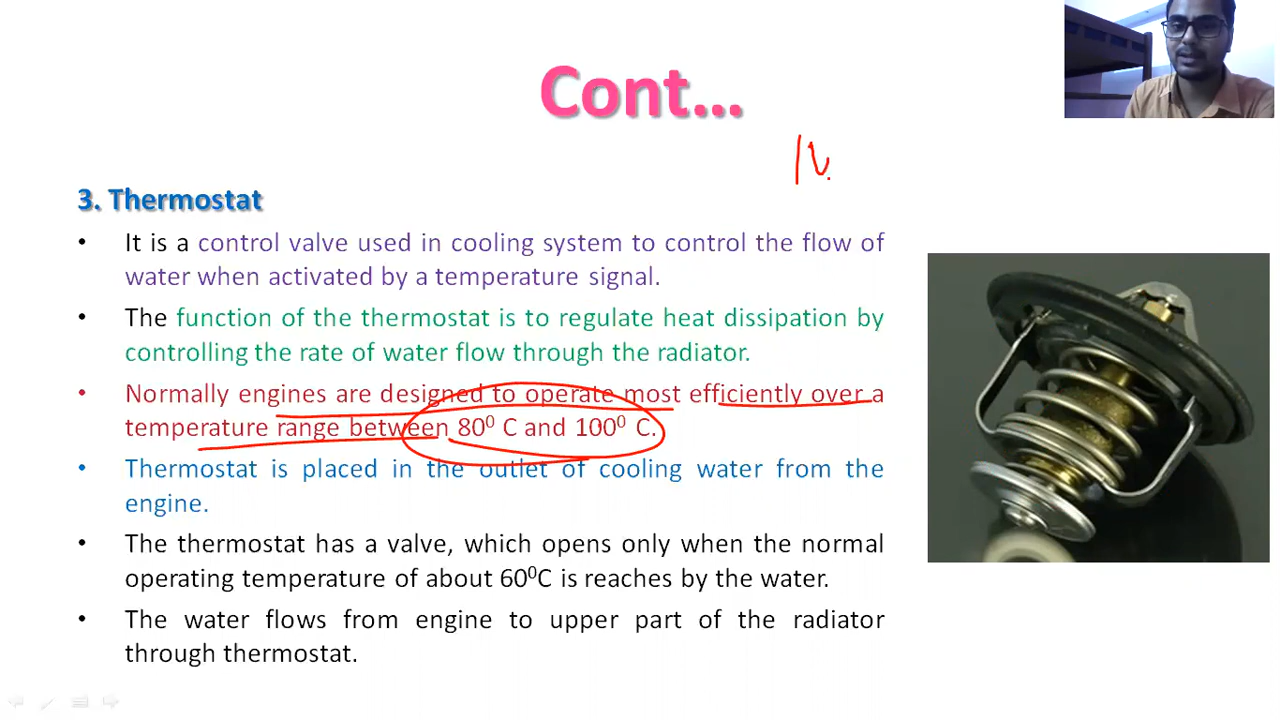 Cont...
3. Thermostat
• It is a control valve used in cooling system to control the flow of
water when activated by a temperature signal.
• The function of the thermostat is to regulate heat dissipation by
controlling the rate of water flow through the radiator.
• Normally engines are designed to operate most efficiently over a
temperature range between 80⁰ C and 100⁰ C.
• Thermostat is placed in the outlet of cooling water from the
engine.
• The thermostat has a valve, which opens only when the normal
operating temperature of about 60⁰C is reaches by the water.
• The water flows from engine to upper part of the radiator
through thermostat.